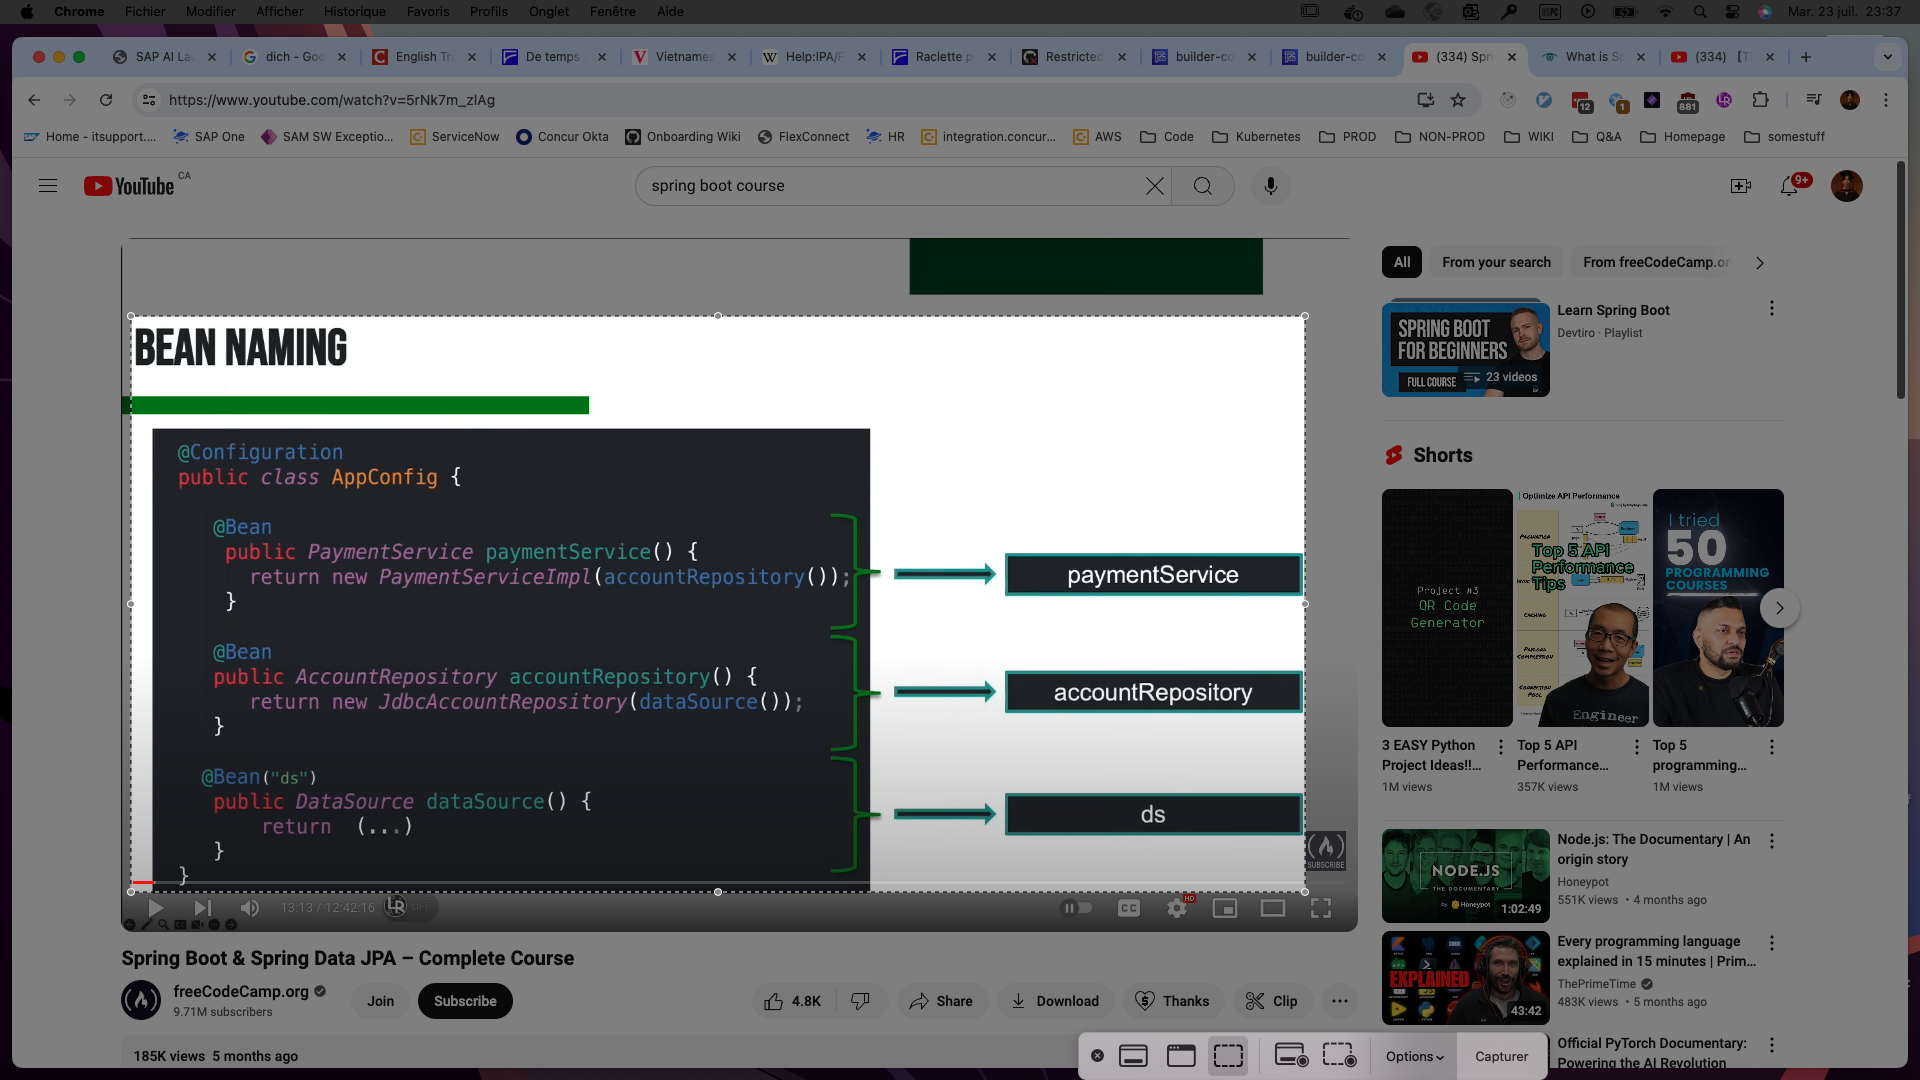 Chrome Fichier Modifier Afficher Historique Favoris Profils Onglet Fenêtre Aide Mar. 23 juil. 23:37
SAP AI La dich - Goo English Tra De temps Vietnames Help:IPA/F Raclette p Restricted builder-co builder-co (334) Spri What is Sp (334) 【T
https://www.youtube.com/watch?v=5rNk7m_zlAg 12 1 881
Home - itsupport.... SAP One SAM SW Exceptio... ServiceNow Concur Okta Onboarding Wiki FlexConnect HR integration.concur... AWS Code Kubernetes PROD NON-PROD WIKI Q&A Homepage somestuff
YouTube CA spring boot course 9+
All From your search From freeCodeCamp.or
BEAN NAMING
@Configuration
public class AppConfig {
@Bean
public PaymentService paymentService() {
return new PaymentServiceImpl(accountRepository());
}
@Bean
public AccountRepository accountRepository() {
return new JdbcAccountRepository(dataSource());
}
@Bean("ds")
public DataSource dataSource() {
return (...)
}
}
paymentService
accountRepository
ds
SUBSCRIBE
13:13 / 12:42:16 LR OFF CC HD
Spring Boot & Spring Data JPA – Complete Course
freeCodeCamp.org
9.71M subscribers
Join Subscribe 4.8K Share Download Thanks Clip
185K views 5 months ago
SPRING BOOT
FOR BEGINNERS
FULL COURSE 23 videos
Learn Spring Boot
Devtiro · Playlist
Shorts
Project #3
QR Code
Generator
Optimize API Performance
Top 5 API
Performance
Tips
Engineer
I tried
50
PROGRAMMING
COURSES
3 EASY Python
Project Ideas!!...
1M views
Top 5 API
Performance...
357K views
Top 5
programming...
1M views
NODE.JS
THE DOCUMENTARY
by Honeypot
1:02:49
Node.js: The Documentary | An
origin story
Honeypot
551K views • 4 months ago
EXPLAINED
43:42
Every programming language
explained in 15 minutes | Prim...
ThePrimeTime
483K views • 5 months ago
Official PyTorch Documentary:
Powering the AI Revolution
Options Capturer